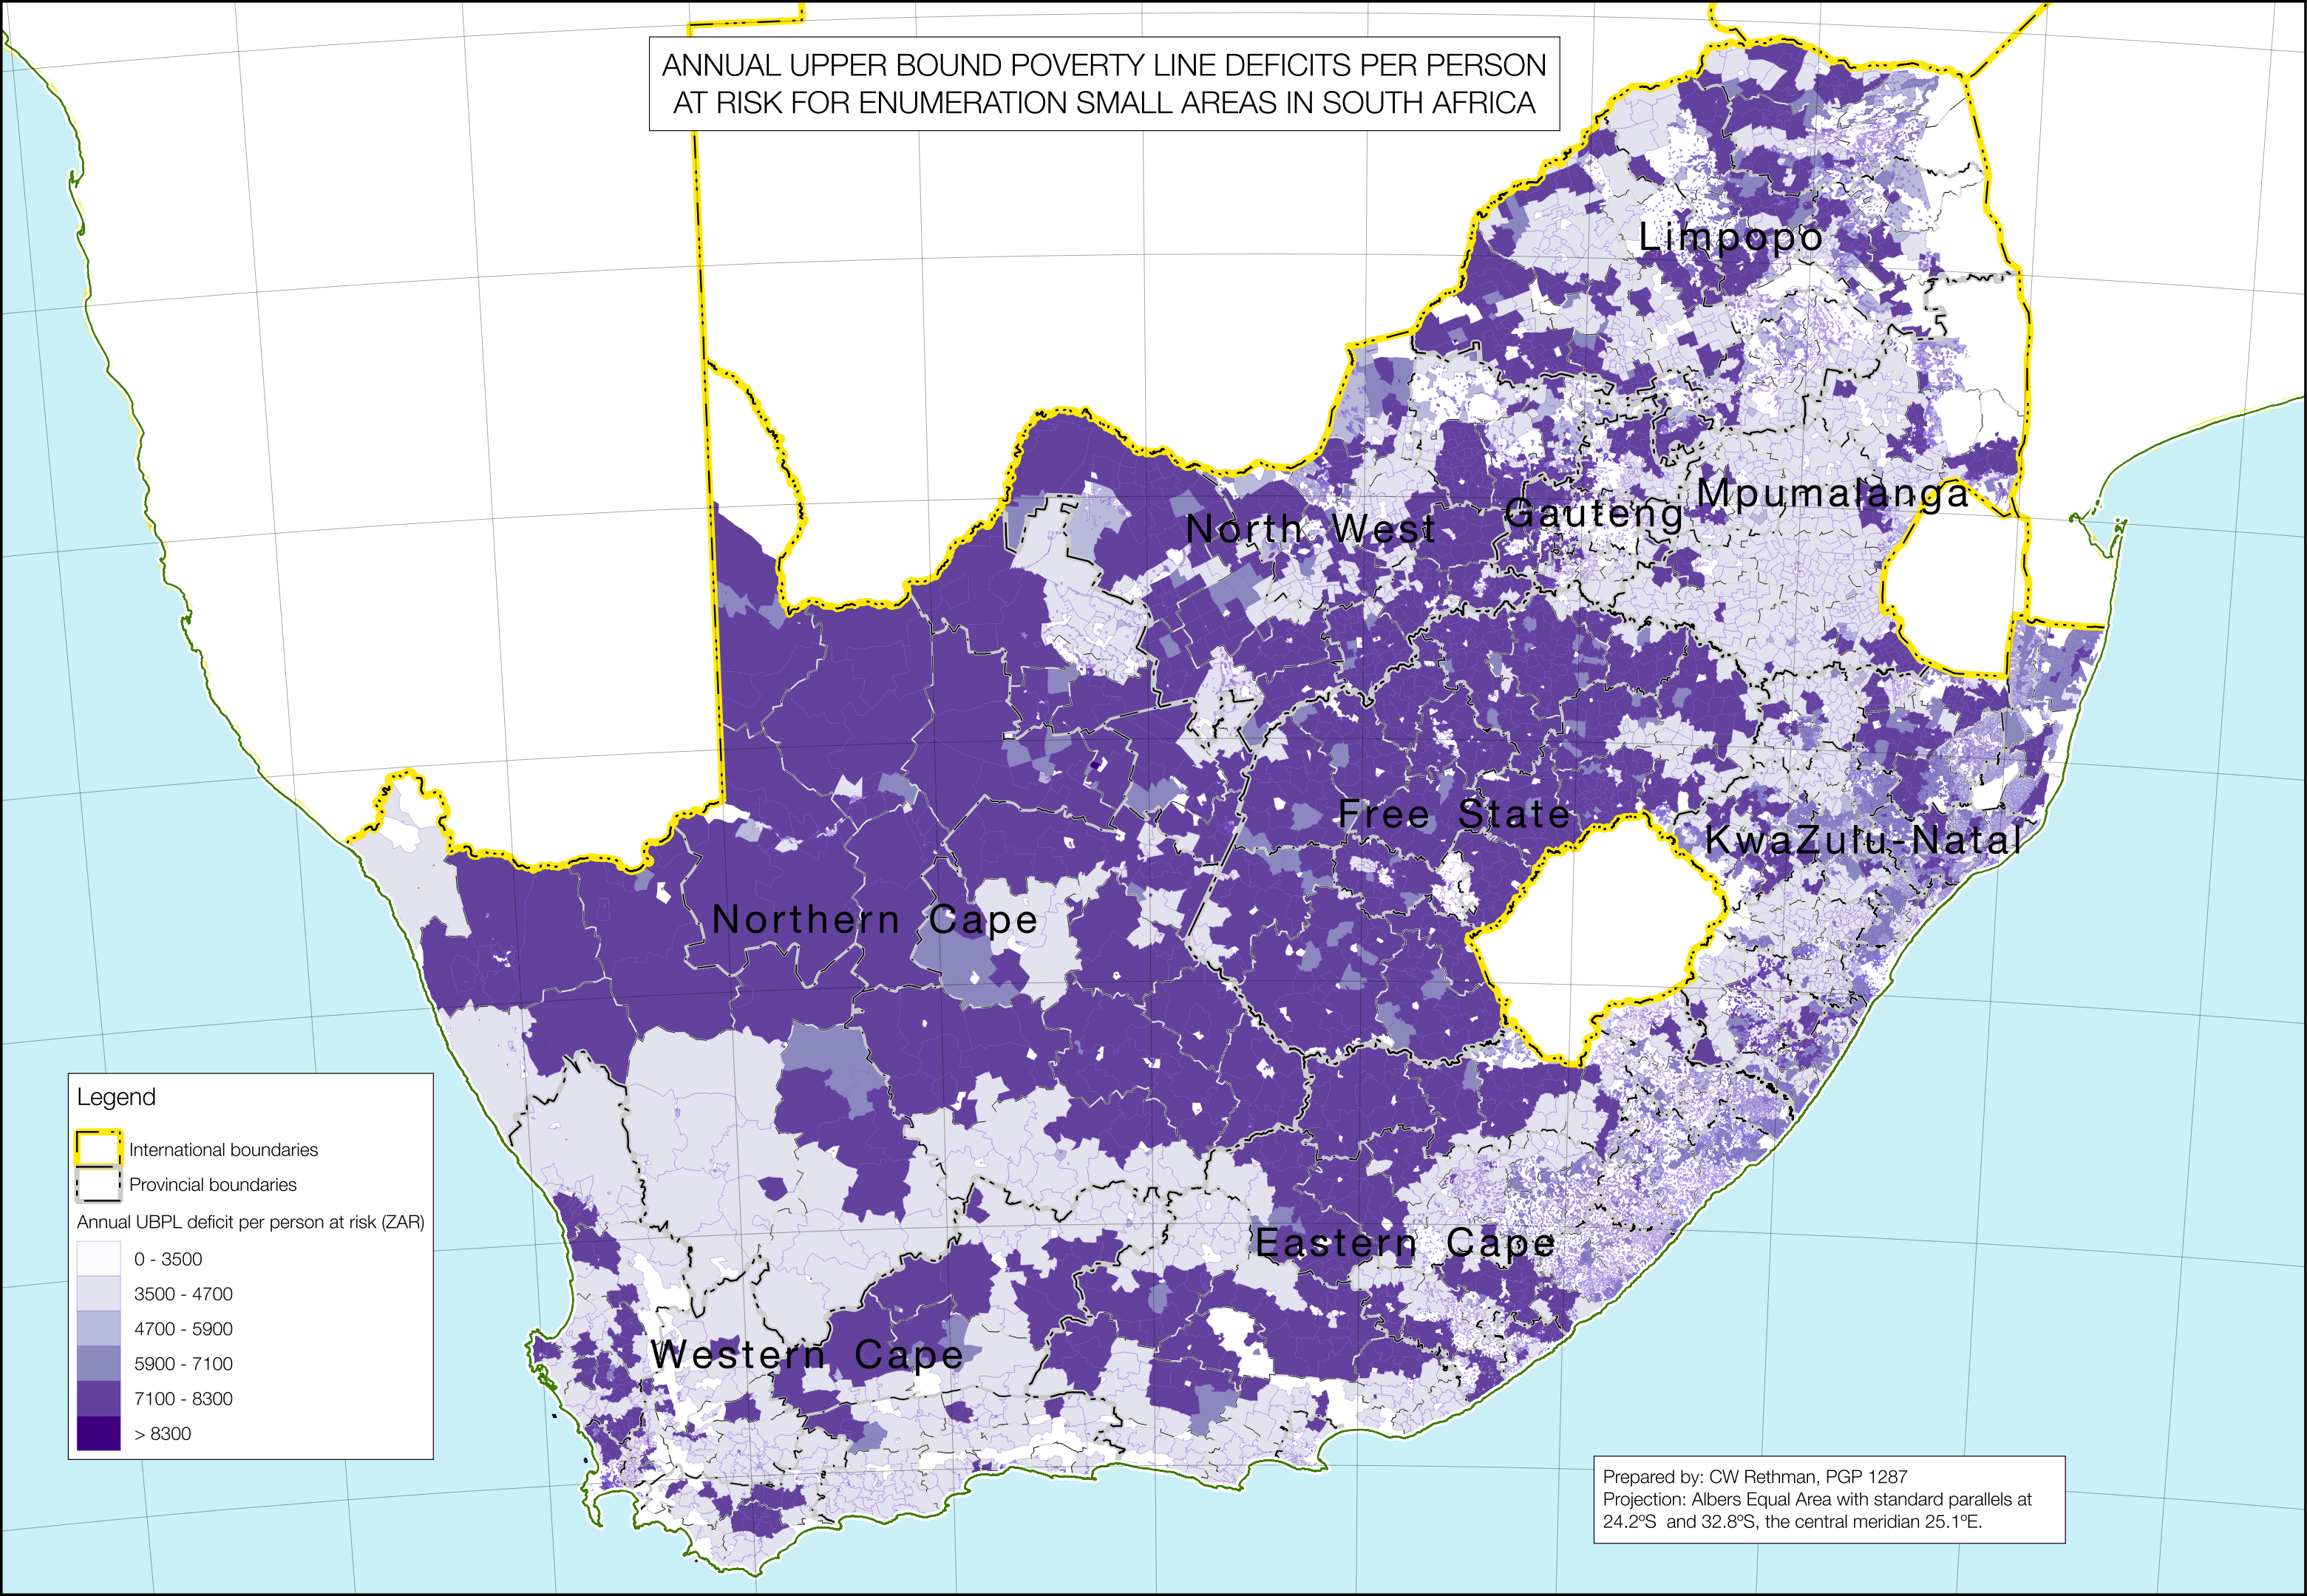 ANNUAL UPPER BOUND POVERTY LINE DEFICITS PER PERSON
AT RISK FOR ENUMERATION SMALL AREAS IN SOUTH AFRICA
Limpopo
Mpumalanga
Gauteng
North West
Free State
KwaZulu-Natal
Northern Cape
Eastern Cape
Western Cape
Legend
International boundaries
Provincial boundaries
Annual UBPL deficit per person at risk (ZAR)
0 - 3500
3500 - 4700
4700 - 5900
5900 - 7100
7100 - 8300
> 8300
Prepared by: CW Rethman, PGP 1287
Projection: Albers Equal Area with standard parallels at
24.2ºS and 32.8ºS, the central meridian 25.1ºE.